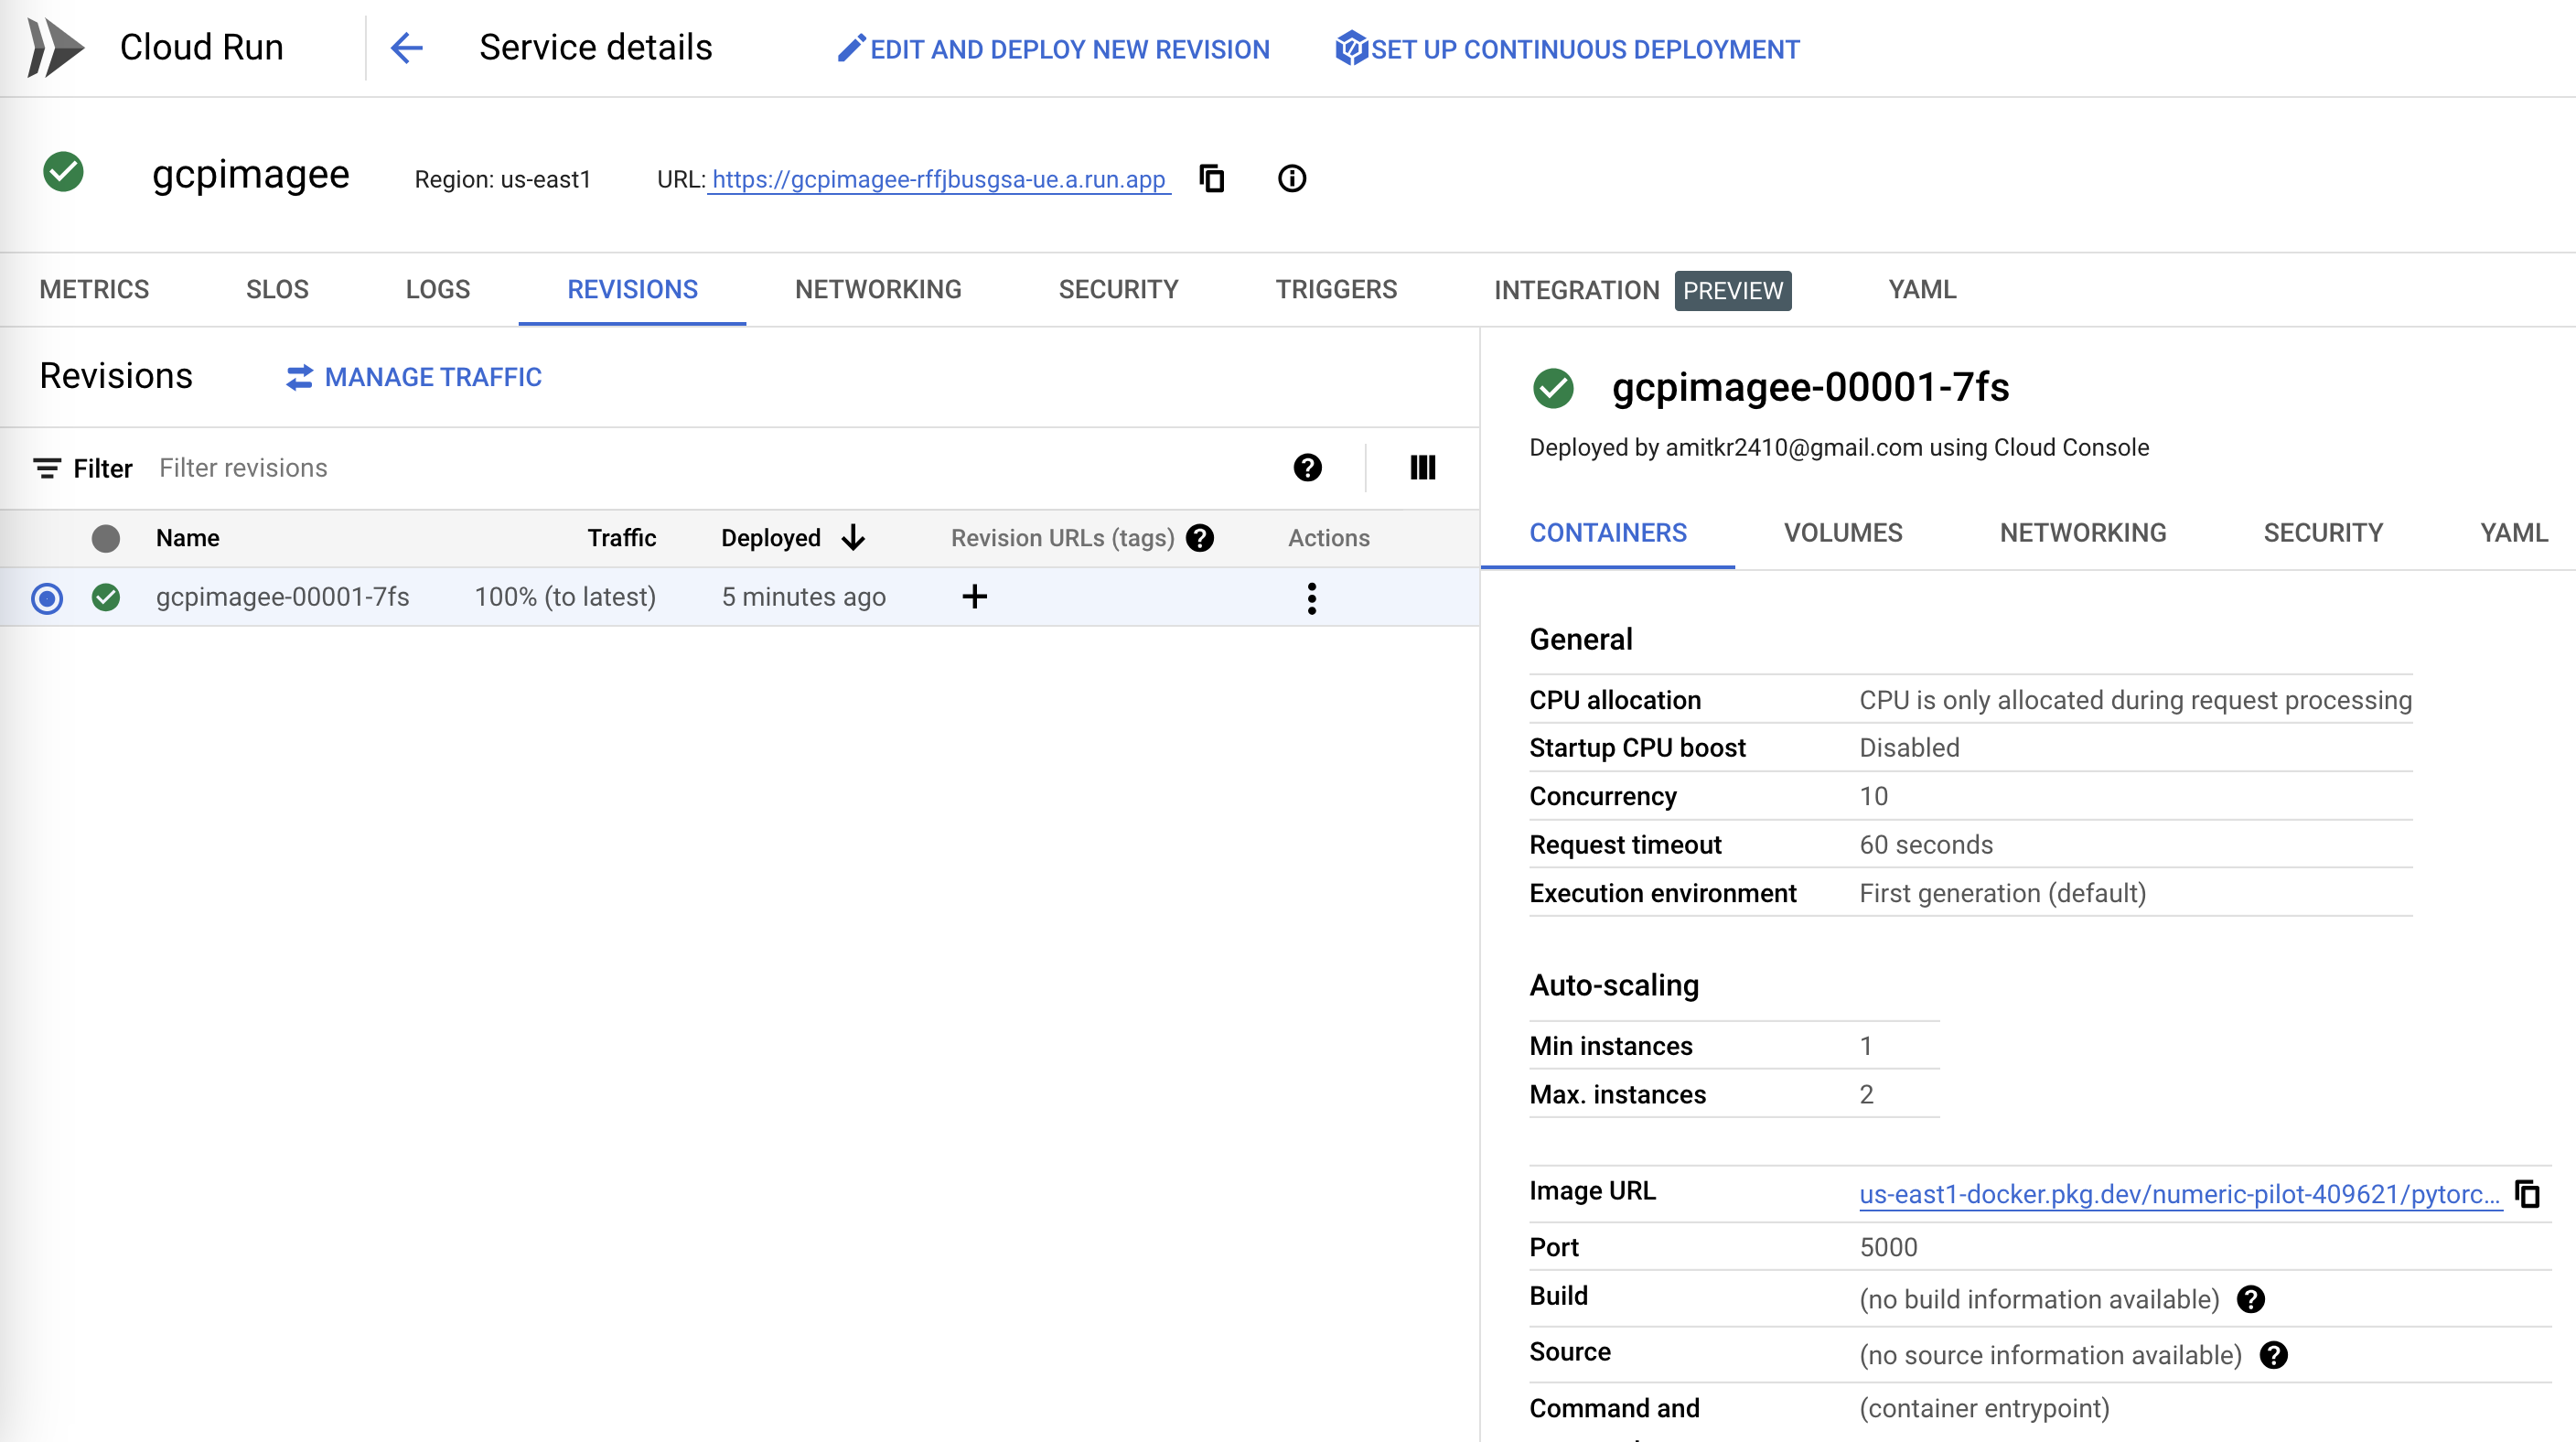 Cloud Run
Service details
EDIT AND DEPLOY NEW REVISION
SET UP CONTINUOUS DEPLOYMENT
gcpimagee
Region: us-east1
URL: https://gcpimagee-rffjbusgsa-ue.a.run.app
METRICS
SLOS
LOGS
REVISIONS
NETWORKING
SECURITY
TRIGGERS
INTEGRATION PREVIEW
YAML
Revisions
MANAGE TRAFFIC
Filter Filter revisions
Name Traffic Deployed Revision URLs (tags) Actions
gcpimagee-00001-7fs 100% (to latest) 5 minutes ago
gcpimagee-00001-7fs
Deployed by amitkr2410@gmail.com using Cloud Console
CONTAINERS
VOLUMES
NETWORKING
SECURITY
YAML
General
CPU allocation CPU is only allocated during request processing
Startup CPU boost Disabled
Concurrency 10
Request timeout 60 seconds
Execution environment First generation (default)
Auto-scaling
Min instances 1
Max. instances 2
Image URL us-east1-docker.pkg.dev/numeric-pilot-409621/pytorc...
Port 5000
Build (no build information available)
Source (no source information available)
Command and (container entrypoint)